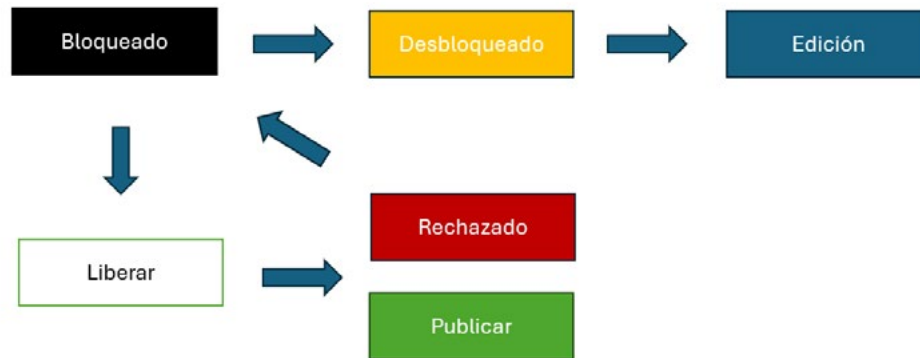 Bloqueado
Desbloqueado
Edición
Rechazado
Liberar
Publicar